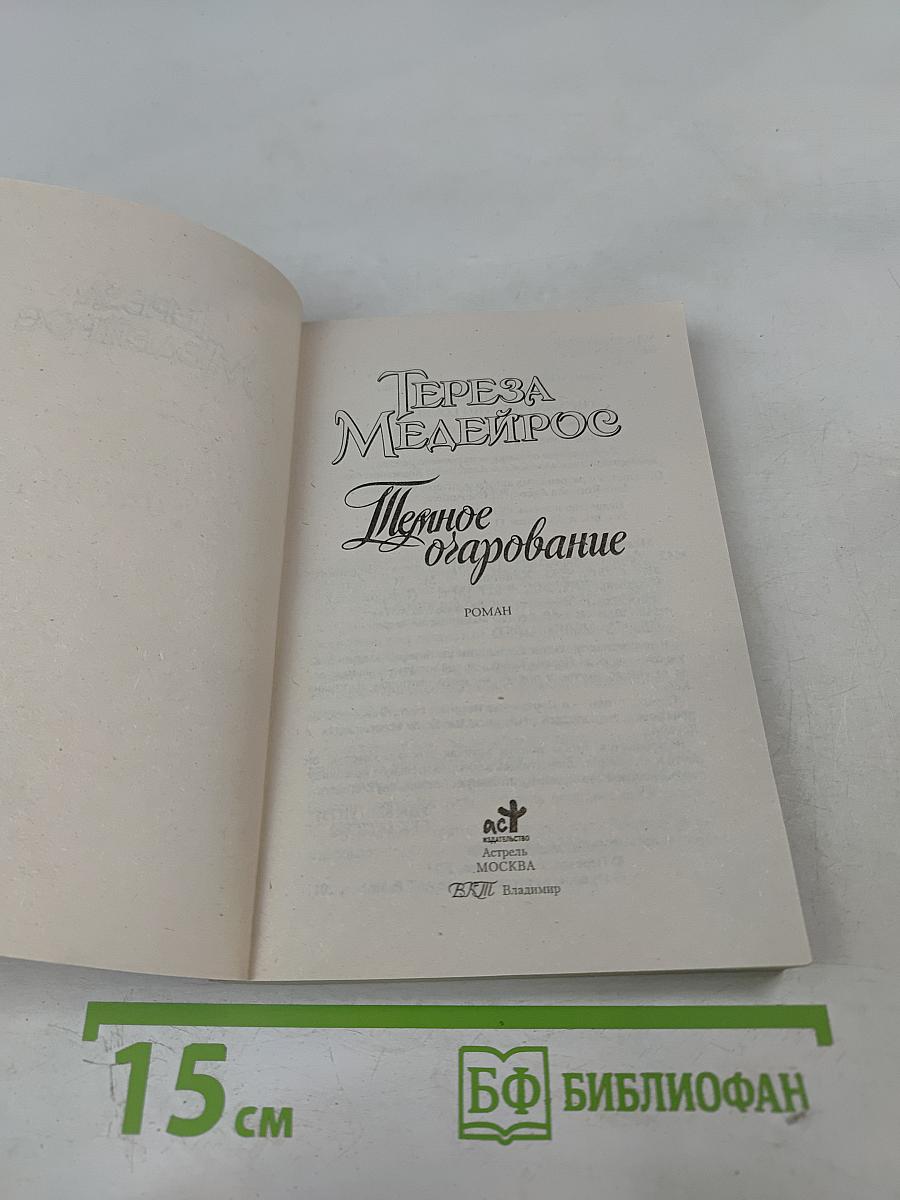 ТЕРЕЗА
МЕДЕЙРОС
Темное
очарование
РОМАН
аст
ИЗДАТЕЛЬСТВО
Астрель
МОСКВА
ВКТ Владимир
15 см
БФ БИБЛИОФАН